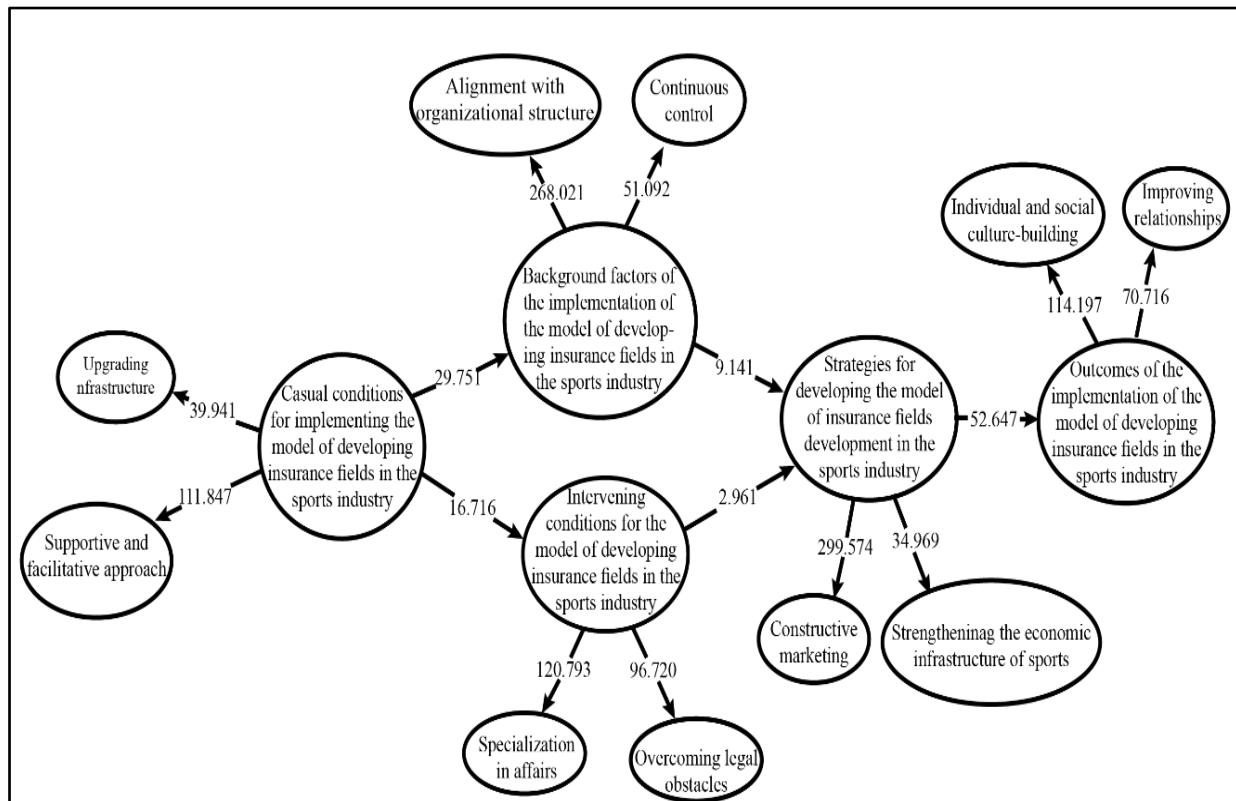 Alignment with
organizational structure
Continuous
control
268.021
51.092
Individual and social
culture-building
Improving
relationships
114.197
70.716
Background factors of
the implementation of
the model of develop-
ing insurance fields in
the sports industry
Upgrading
nfrastructure
39.941
29.751
9.141
Casual conditions
for implementing the
model of developing
insurance fields in the
sports industry
Strategies for
developing the model
of insurance fields
development in the
sports industry
52.647
Outcomes of the
implementation of the
model of developing
insurance fields in the
sports industry
111.847
16.716
2.961
Supportive and
facilitative approach
Intervening
conditions for the
model of developing
insurance fields in the
sports industry
299.574
34.969
Constructive
marketing
Strengtheninag the economic
infrastructure of sports
120.793
96.720
Specialization
in affairs
Overcoming legal
obstacles